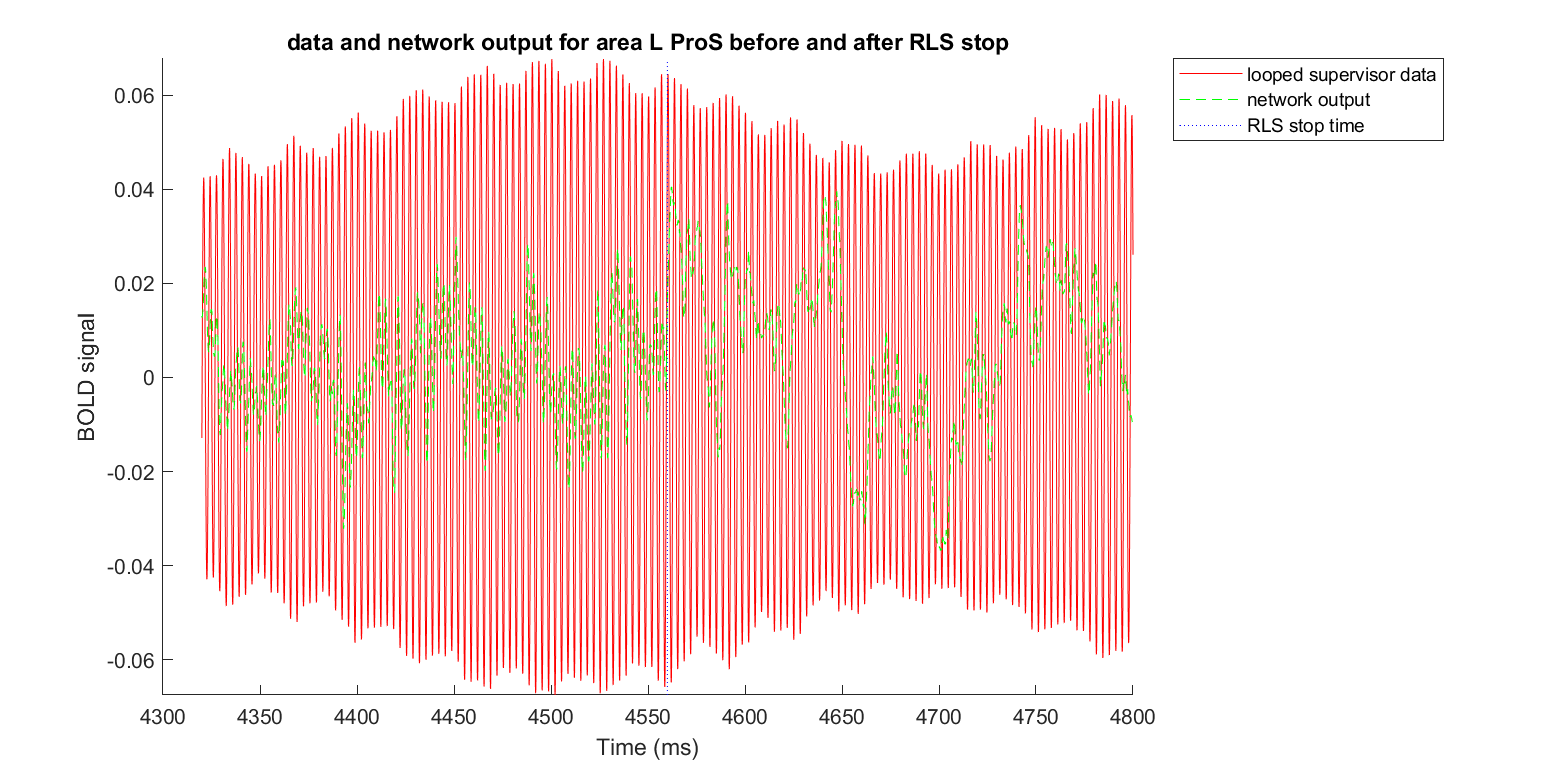 data and network output for area L ProS before and after RLS stop
looped supervisor data
network output
RLS stop time
BOLD signal
0.06
0.04
0.02
0
-0.02
-0.04
-0.06
4300 4350 4400 4450 4500 4550 4600 4650 4700 4750 4800
Time (ms)